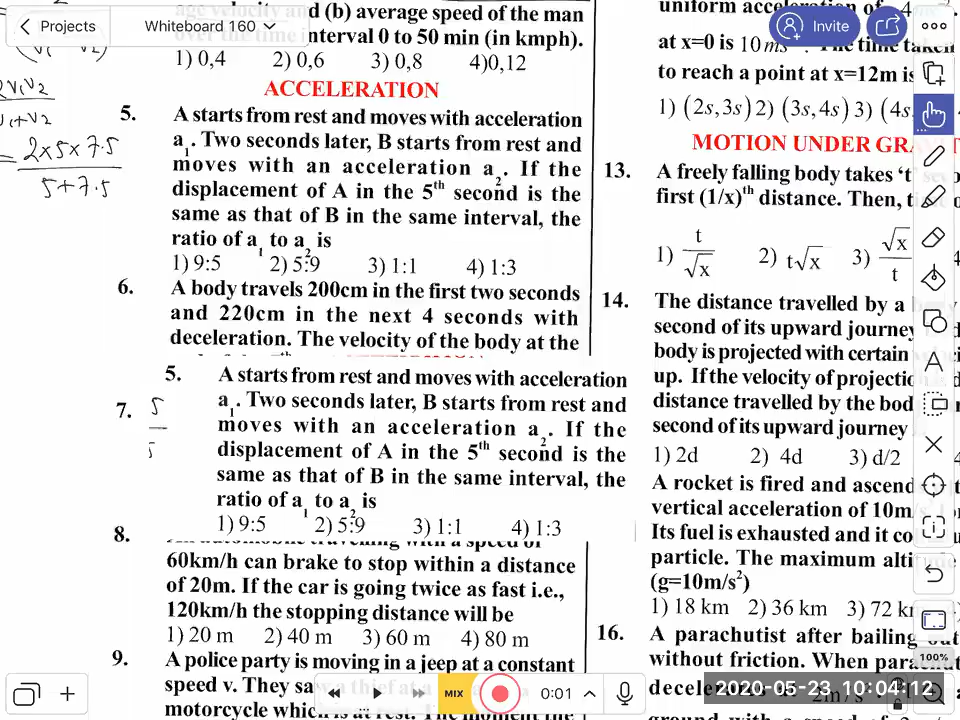 Projects
Whiteboard 160
Invite
2 × 5 × 7.5
5 + 7.5
d (b) average speed of the man
nterval 0 to 50 min (in kmph).
1) 0,4 2) 0,6 3) 0,8 4)0,12
ACCELERATION
5. A starts from rest and moves with acceleration
a1. Two seconds later, B starts from rest and
moves with an acceleration a2. If the
displacement of A in the 5th second is the
same as that of B in the same interval, the
ratio of a1 to a2 is
1) 9:5 2) 5:9 3) 1:1 4) 1:3
6. A body travels 200cm in the first two seconds
and 220cm in the next 4 seconds with
deceleration. The velocity of the body at the
5. A starts from rest and moves with acceleration
7. 5
a1. Two seconds later, B starts from rest and
moves with an acceleration a2. If the
displacement of A in the 5th second is the
same as that of B in the same interval, the
ratio of a1 to a2 is
1) 9:5 2) 5:9 3) 1:1 4) 1:3
8.
60km/h can brake to stop within a distance
of 20m. If the car is going twice as fast i.e.,
120km/h the stopping distance will be
1) 20 m 2) 40 m 3) 60 m 4) 80 m
9. A police party is moving in a jeep at a constant
speed v. They sa
motorcycle whic
uniform
at x=0 is 10ms
to reach a point at x=12m is
1) (2s,3s) 2) (3s,4s) 3) (4s,
MOTION UNDER GRA
13. A freely falling body takes ‘t’
first (1/x)th distance. Then,
1) t/√x 2) t√x 3) √x/t
14. The distance travelled by a
second of its upward journey
body is projected with certain
up. If the velocity of projectio
distance travelled by the bod
second of its upward journey
1) 2d 2) 4d 3) d/2
A rocket is fired and ascend
vertical acceleration of 10m/s
Its fuel is exhausted and it co
particle. The maximum altit
(g=10m/s2)
1) 18 km 2) 36 km 3) 72 k
16. A parachutist after bailing
without friction. When para
decelerates
100%
MIX
0:01
2020-05-23 10:04:12